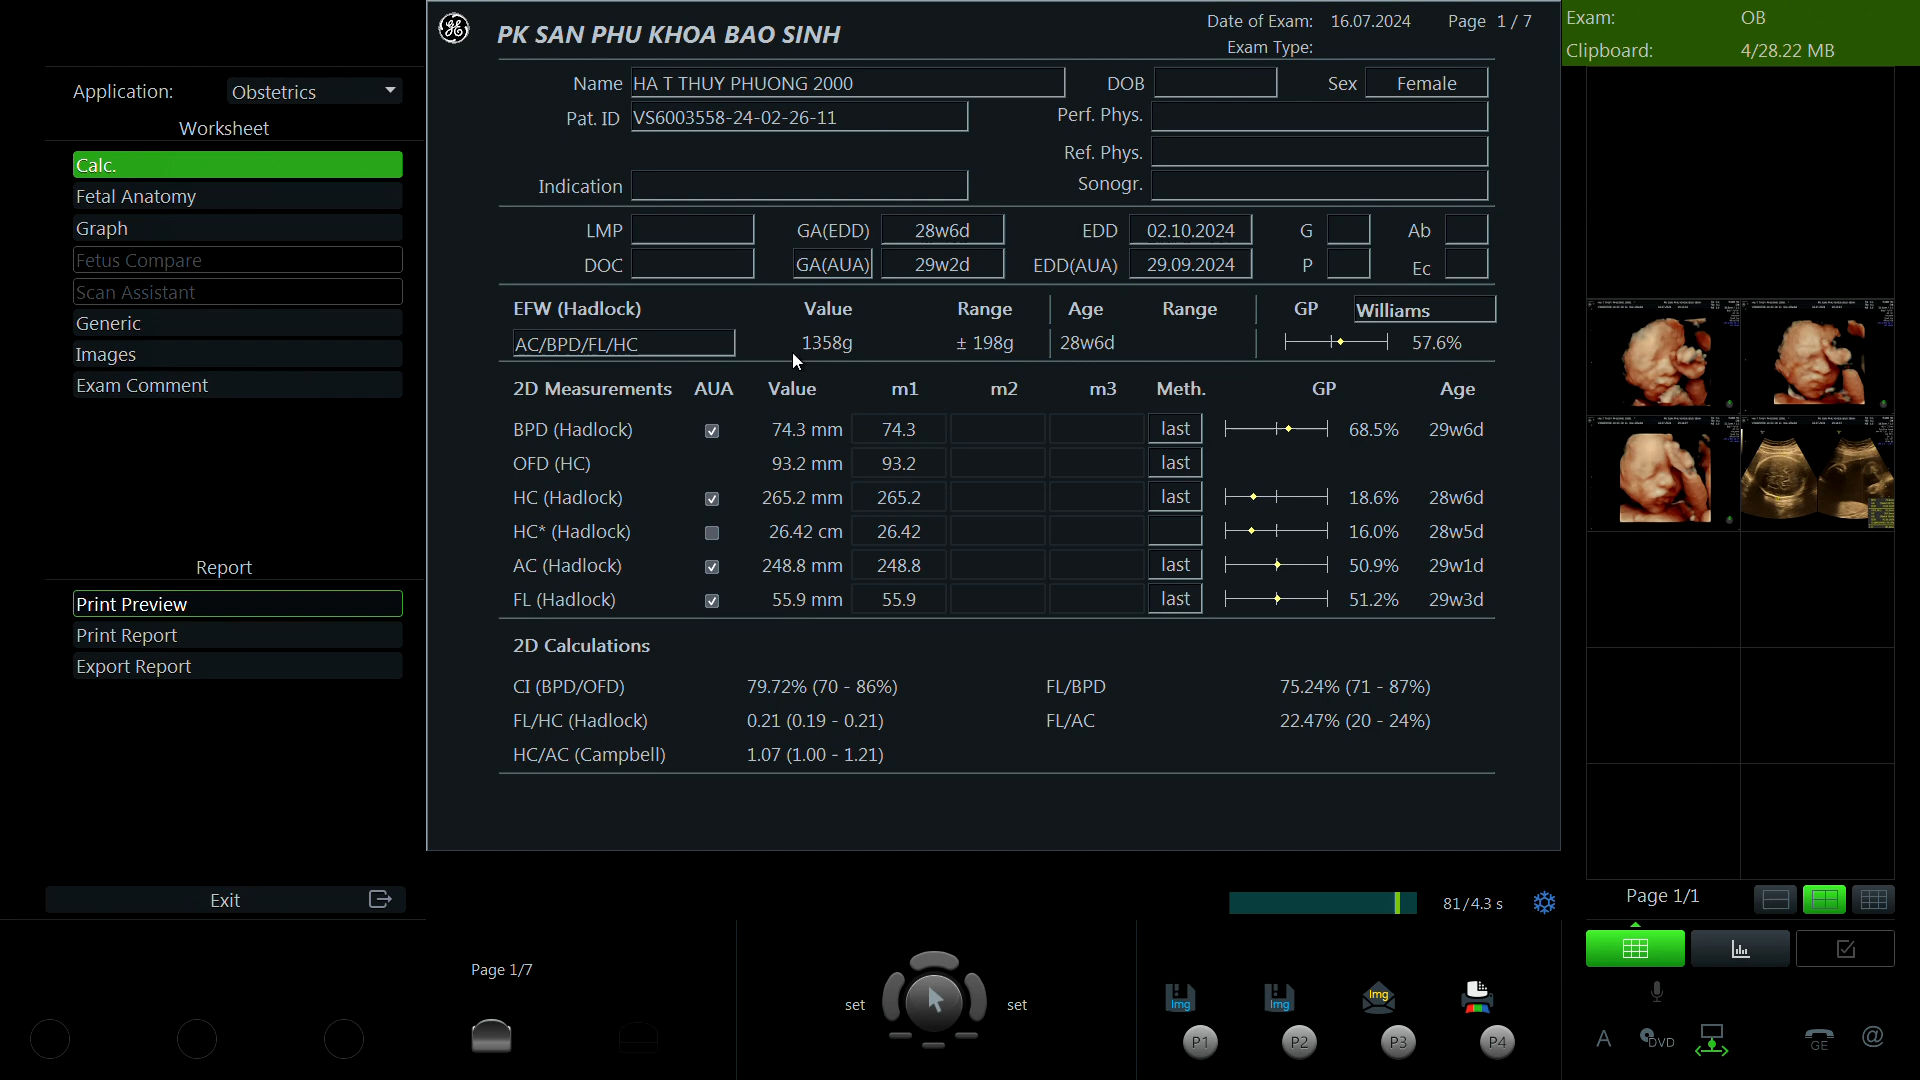 PK SAN PHU KHOA BAO SINH
Date of Exam: 16.07.2024 Page 1 / 7
Exam Type:
Exam: OB
Clipboard: 4/28.22 MB
Application: Obstetrics
Worksheet
Calc.
Fetal Anatomy
Graph
Fetus Compare
Scan Assistant
Generic
Images
Exam Comment
Report
Print Preview
Print Report
Export Report
Exit
Name HA T THUY PHUONG 2000 DOB Sex Female
Pat. ID VS6003558-24-02-26-11 Perf. Phys.
Ref. Phys.
Indication Sonogr.
LMP GA(EDD) 28w6d EDD 02.10.2024 G Ab
DOC GA(AUA) 29w2d EDD(AUA) 29.09.2024 P Ec
EFW (Hadlock) Value Range Age Range GP Williams
AC/BPD/FL/HC 1358g ± 198g 28w6d 57.6%
2D Measurements AUA Value m1 m2 m3 Meth. GP Age
BPD (Hadlock) 74.3 mm 74.3 last 68.5% 29w6d
OFD (HC) 93.2 mm 93.2 last
HC (Hadlock) 265.2 mm 265.2 last 18.6% 28w6d
HC* (Hadlock) 26.42 cm 26.42 16.0% 28w5d
AC (Hadlock) 248.8 mm 248.8 last 50.9% 29w1d
FL (Hadlock) 55.9 mm 55.9 last 51.2% 29w3d
2D Calculations
CI (BPD/OFD) 79.72% (70 - 86%) FL/BPD 75.24% (71 - 87%)
FL/HC (Hadlock) 0.21 (0.19 - 0.21) FL/AC 22.47% (20 - 24%)
HC/AC (Campbell) 1.07 (1.00 - 1.21)
Page 1/1
81/4.3 s
Page 1/7
set set
Img Img Img
P1 P2 P3 P4
A DVD GE @